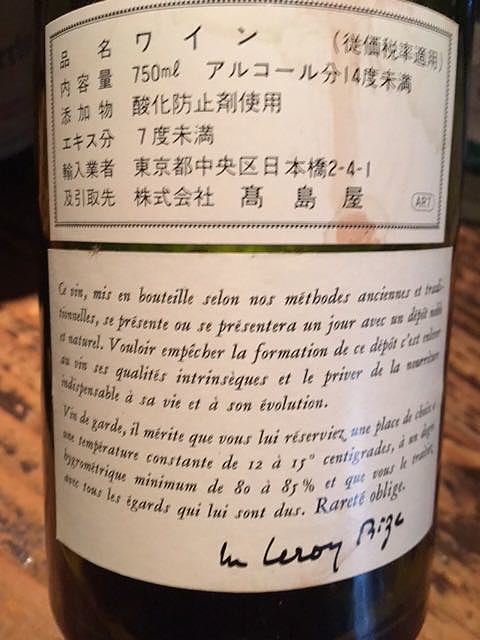 品名 ワイン (従価税率適用)
内容量 750ml アルコール分14度未満
添加物 酸化防止剤使用
エキス分 7度未満
輸入業者 東京都中央区日本橋2-4-1
及引取先 株式会社 髙島屋 ART
Ce vin, mis en bouteille selon nos méthodes anciennes et tradi-
tionnelles, se présente ou se présentera un jour avec un dépôt noble
et naturel. Vouloir empêcher la formation de ce dépôt c'est enlever
au vin ses qualités intrinsèques et le priver de la nourriture
indispensable à sa vie et à son évolution.
Vin de garde, il mérite que vous lui réserviez une place de choix à
une température constante de 12 à 15° centigrades, à un degré
hygrométrique minimum de 80 à 85% et que vous le traitiez
avec tous les égards qui lui sont dus. Rareté oblige.
Leroy Bize